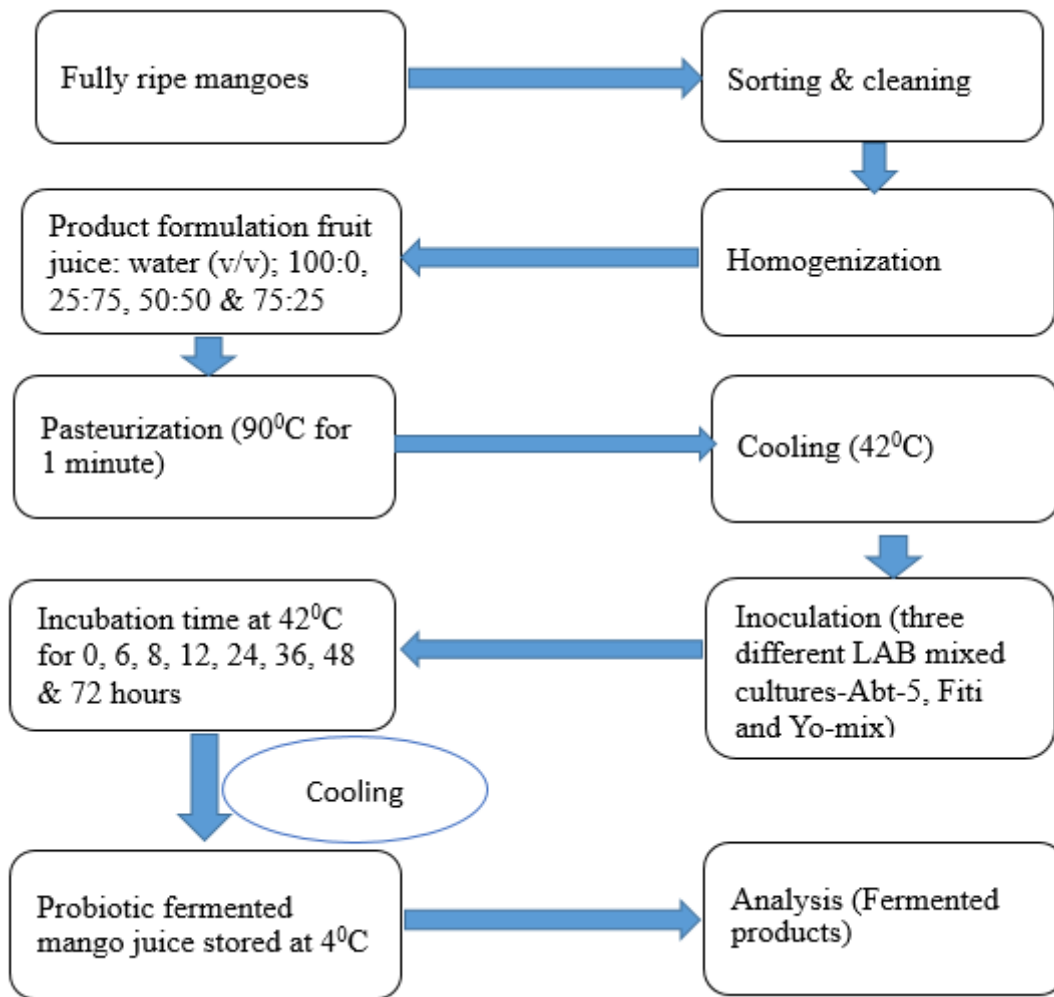 Fully ripe mangoes
Sorting & cleaning
Homogenization
Product formulation fruit
juice: water (v/v); 100:0,
25:75, 50:50 & 75:25
Pasteurization (90⁰C for
1 minute)
Cooling (42⁰C)
Inoculation (three
different LAB mixed
cultures-Abt-5, Fiti
and Yo-mix)
Incubation time at 42⁰C
for 0, 6, 8, 12, 24, 36, 48
& 72 hours
Cooling
Probiotic fermented
mango juice stored at 4⁰C
Analysis (Fermented
products)